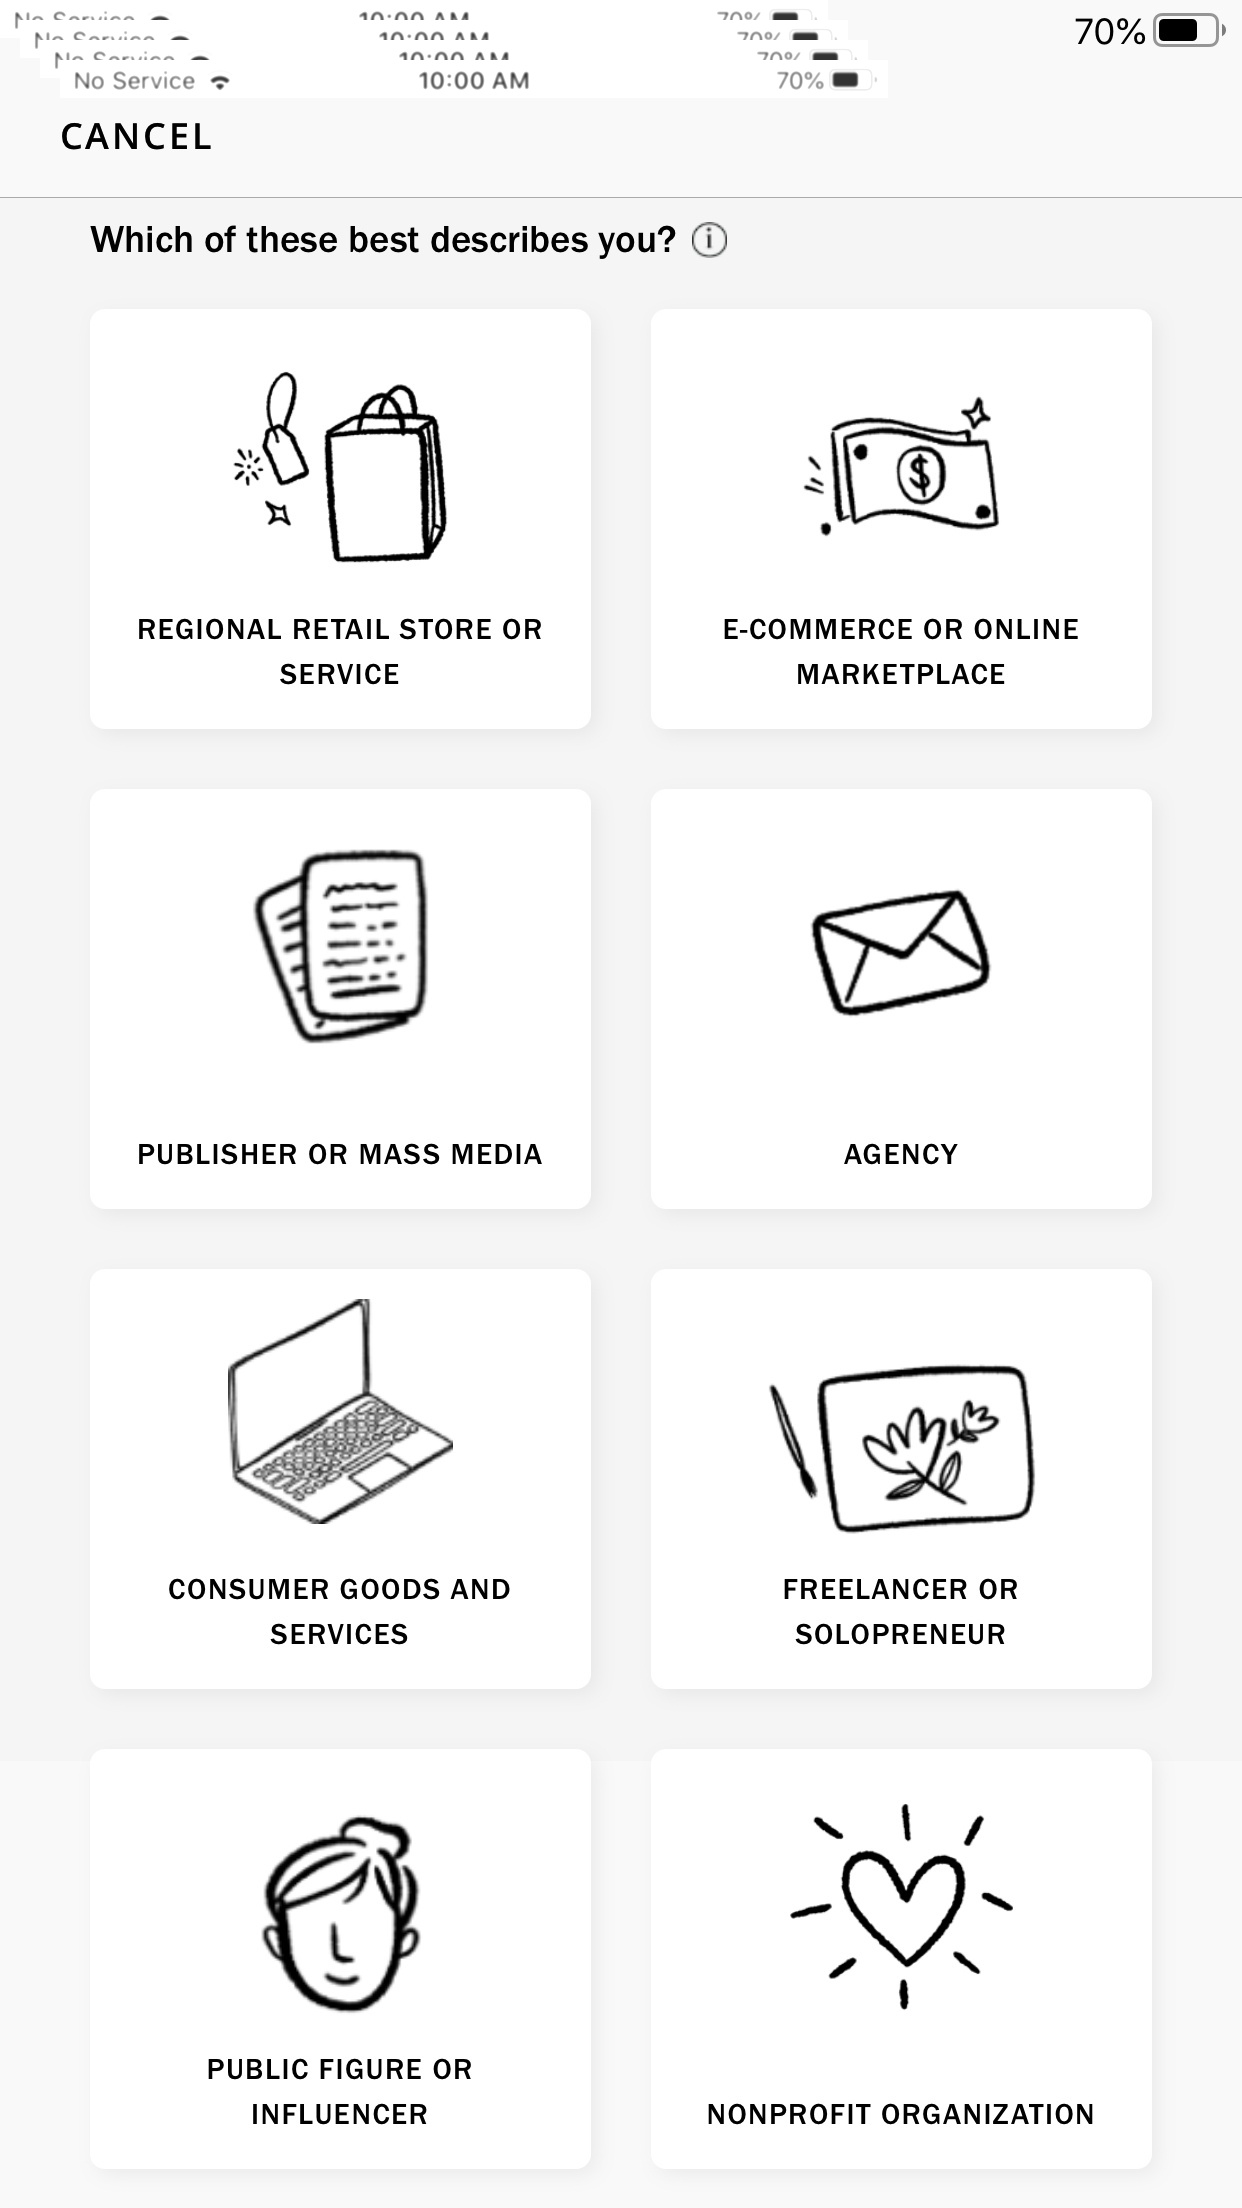 No Service 10:00 AM 70%
No Service 10:00 AM 70%
No Service 10:00 AM 70%
No Service 10:00 AM 70%
70%
CANCEL
Which of these best describes you?
REGIONAL RETAIL STORE OR
SERVICE
E-COMMERCE OR ONLINE
MARKETPLACE
PUBLISHER OR MASS MEDIA
AGENCY
CONSUMER GOODS AND
SERVICES
FREELANCER OR
SOLOPRENEUR
PUBLIC FIGURE OR
INFLUENCER
NONPROFIT ORGANIZATION